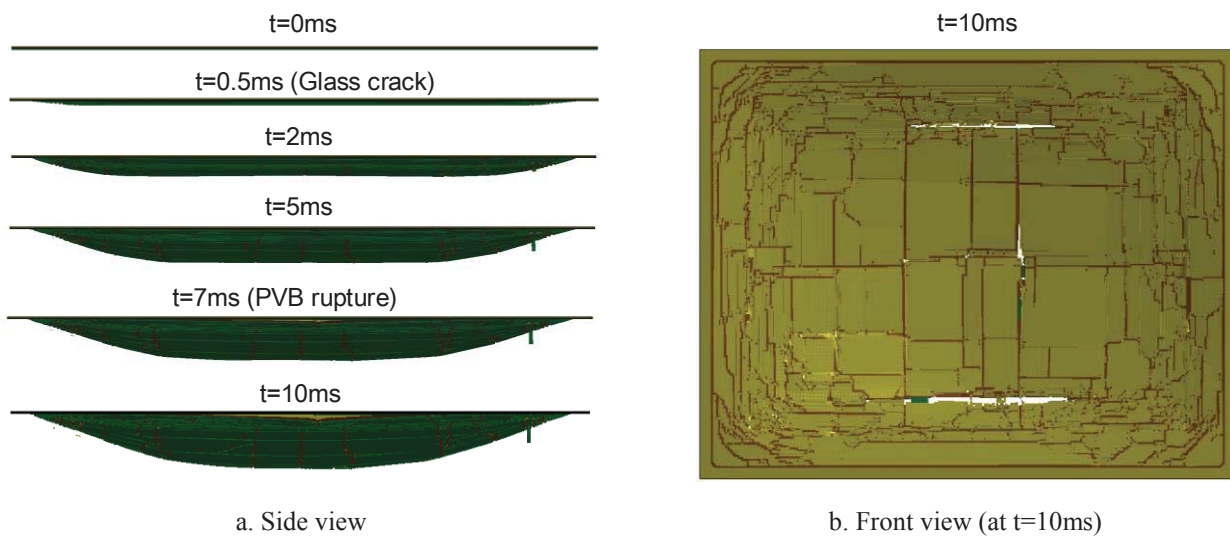 t=0ms
t=0.5ms (Glass crack)
t=2ms
t=5ms
t=7ms (PVB rupture)
t=10ms
a. Side view
t=10ms
b. Front view (at t=10ms)